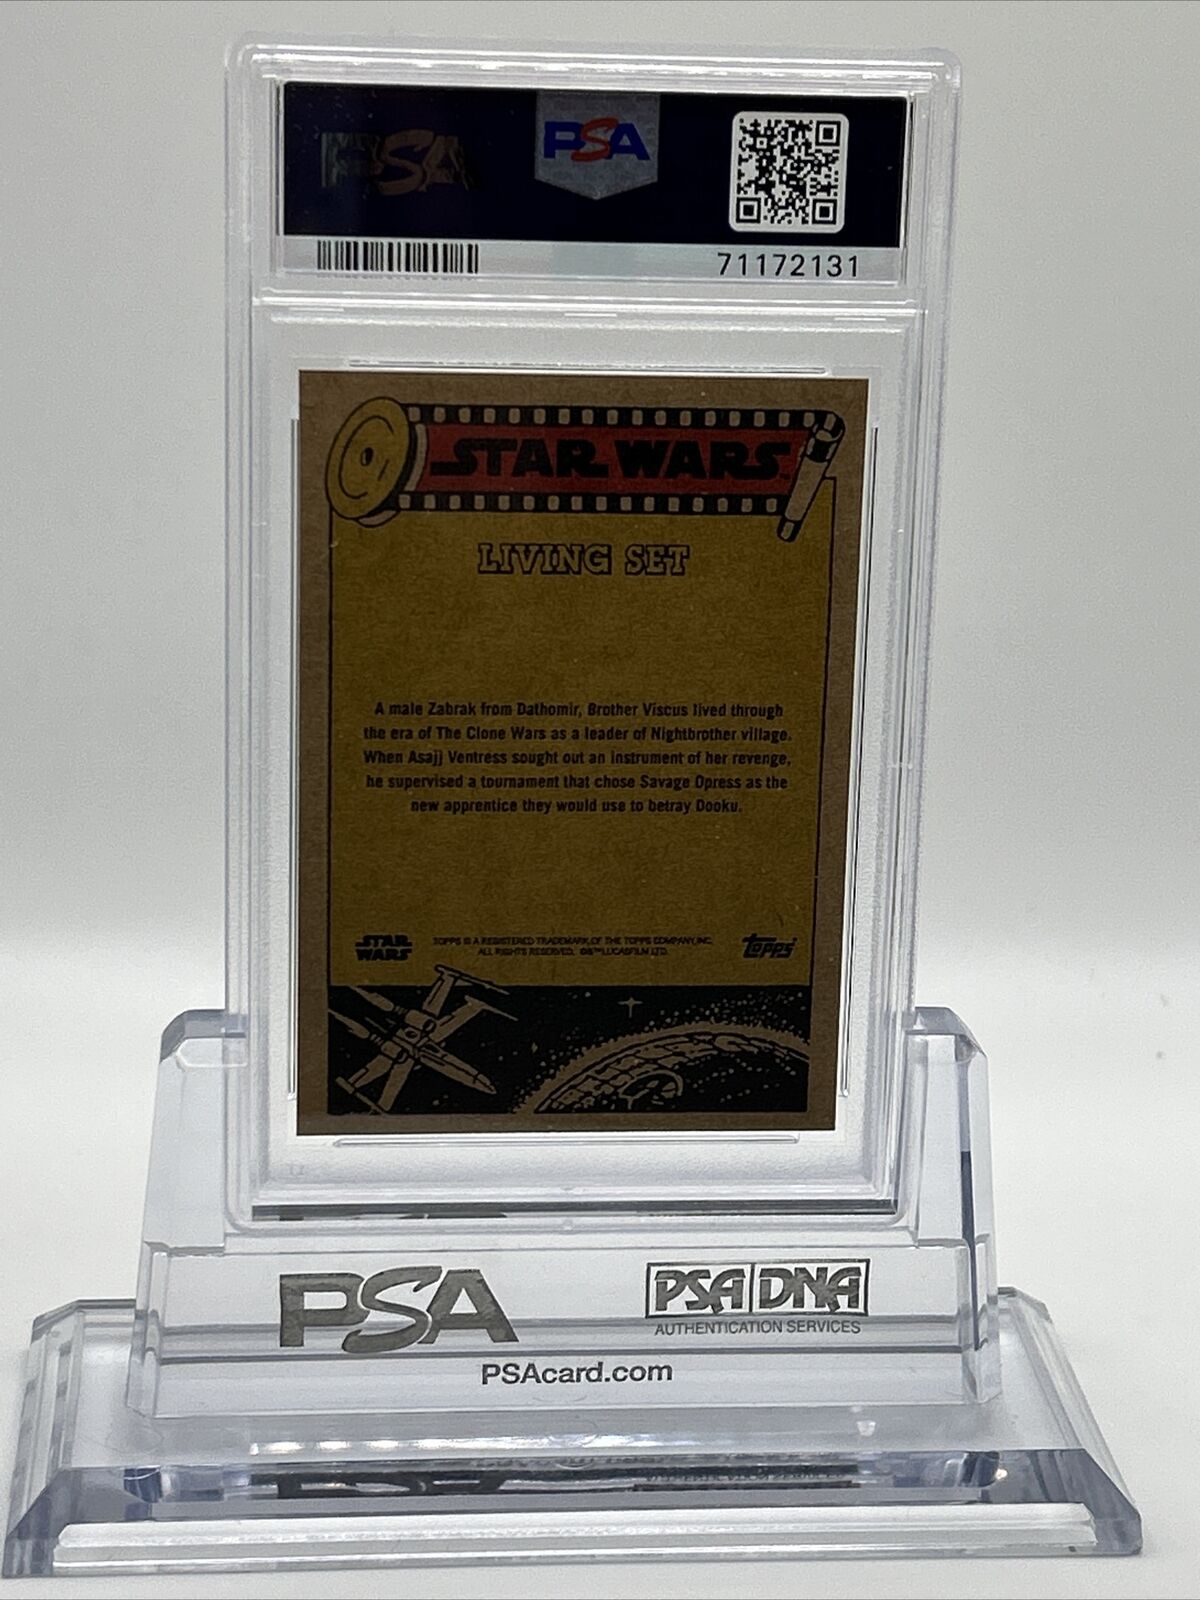 PSA
PSA
71172131
STAR WARS
LIVING SET
A male Zabrak from Dathomir, Brother Viscus lived through
the era of The Clone Wars as a leader of Nightbrother village.
When Asajj Ventress sought out an instrument of her revenge,
he supervised a tournament that chose Savage Opress as the
new apprentice they would use to betray Dooku.
STAR
WARS
TOPPS IS A REGISTERED TRADEMARK OF THE TOPPS COMPANY, INC.
ALL RIGHTS RESERVED. ©&™LUCASFILM LTD.
topps
PSA
PSA DNA
AUTHENTICATION SERVICES
PSAcard.com